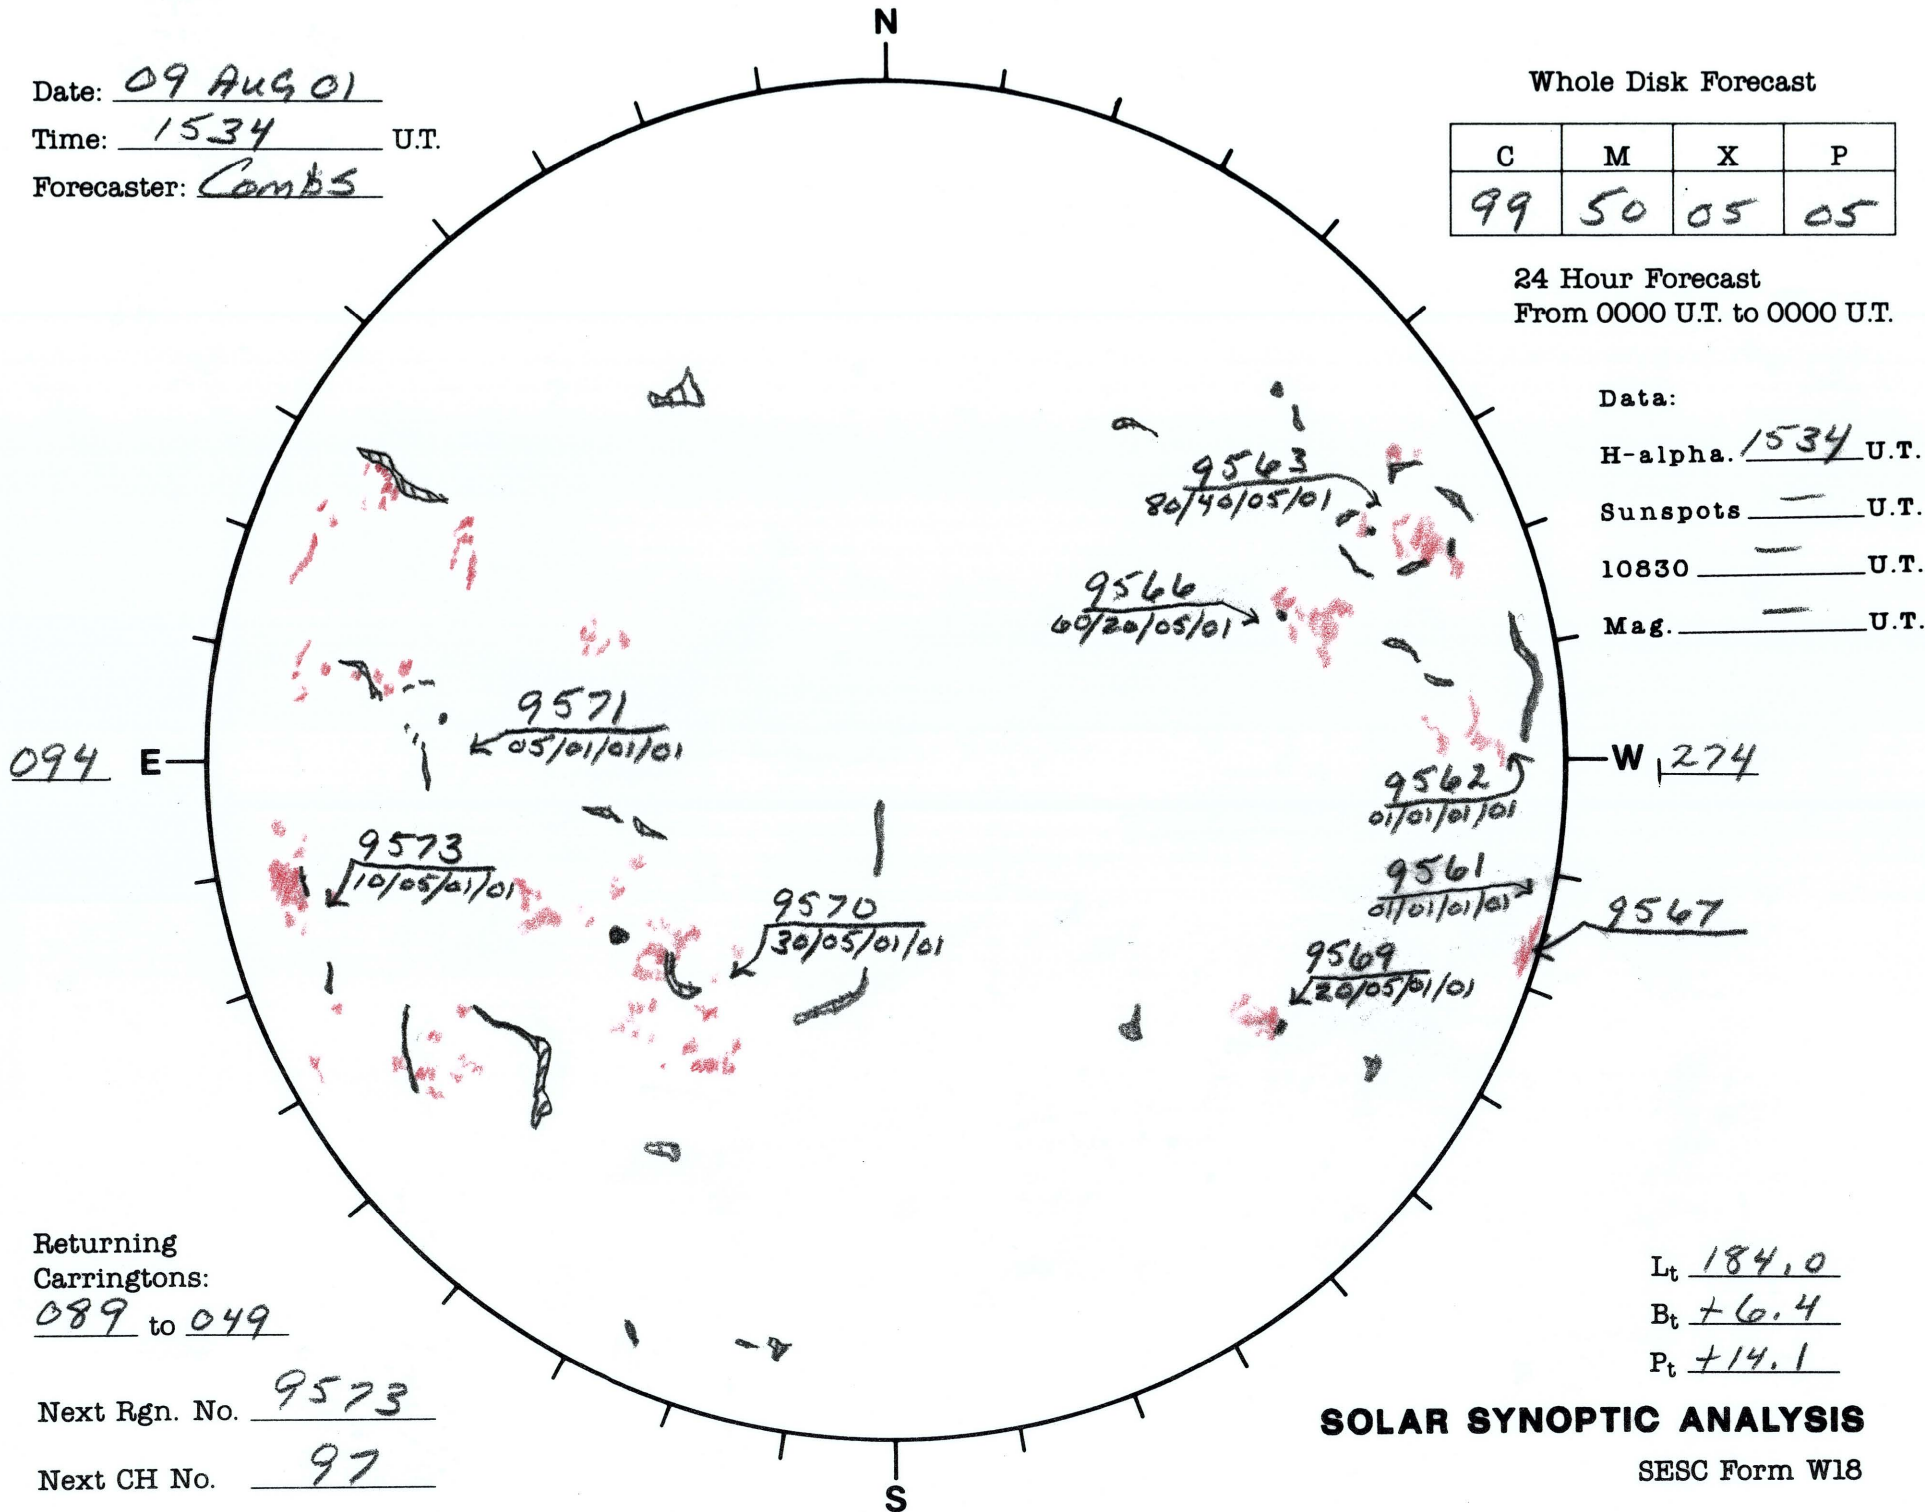 N
Date: 09 Aug 01
Time: 1534 U.T.
Forecaster: Combs
Whole Disk Forecast
C M X P
99 50 05 05
24 Hour Forecast
From 0000 U.T. to 0000 U.T.
Data:
H-alpha. 1534 U.T.
Sunspots — U.T.
10830 — U.T.
Mag. — U.T.
9563
80/40/05/01
9566
60/20/05/01
9571
05/01/01/01
094 E
W 274
9562
01/01/01/01
9573
10/05/01/01
9561
01/01/01/01
9570
30/05/01/01
9567
9569
20/05/01/01
Returning
Carringtons:
089 to 049
Next Rgn. No. 9573
Next CH No. 97
Lt 184.0
Bt +6.4
Pt +14.1
SOLAR SYNOPTIC ANALYSIS
SESC Form W18
S